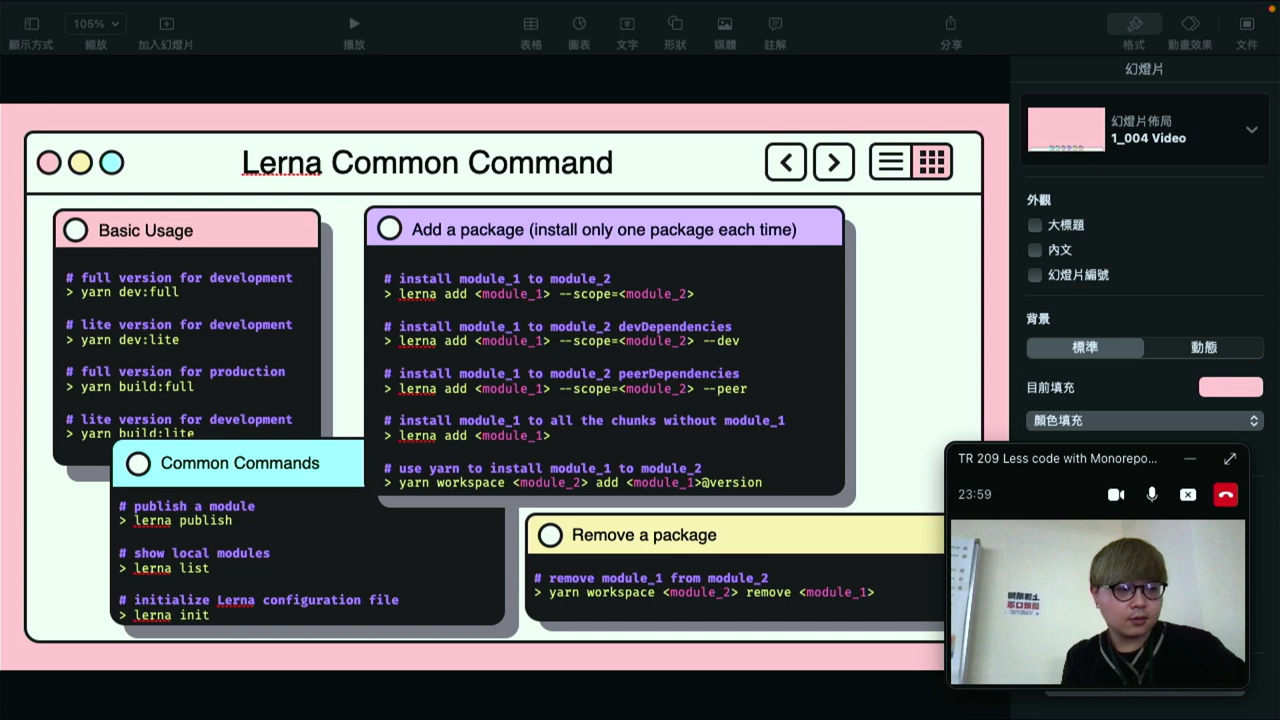 105%
顯示方式
縮放
加入幻燈片
播放
表格
圖表
文字
形狀
媒體
註解
分享
格式
動畫效果
文件
幻燈片
幻燈片佈局
1_004 Video
外觀
大標題
內文
幻燈片編號
背景
標準
動態
目前填充
顏色填充
Lerna Common Command
Basic Usage
# full version for development
> yarn dev:full
# lite version for development
> yarn dev:lite
# full version for production
> yarn build:full
# lite version for development
> yarn build:lite
Add a package (install only one package each time)
# install module_1 to module_2
> lerna add <module_1> --scope=<module_2>
# install module_1 to module_2 devDependencies
> lerna add <module_1> --scope=<module_2> --dev
# install module_1 to module_2 peerDependencies
> lerna add <module_1> --scope=<module_2> --peer
# install module_1 to all the chunks without module_1
> lerna add <module_1>
# use yarn to install module_1 to module_2
> yarn workspace <module_2> add <module_1>@version
Common Commands
# publish a module
> lerna publish
# show local modules
> lerna list
# initialize Lerna configuration file
> lerna init
Remove a package
# remove module_1 from module_2
> yarn workspace <module_2> remove <module_1>
TR 209 Less code with Monorepo...
23:59